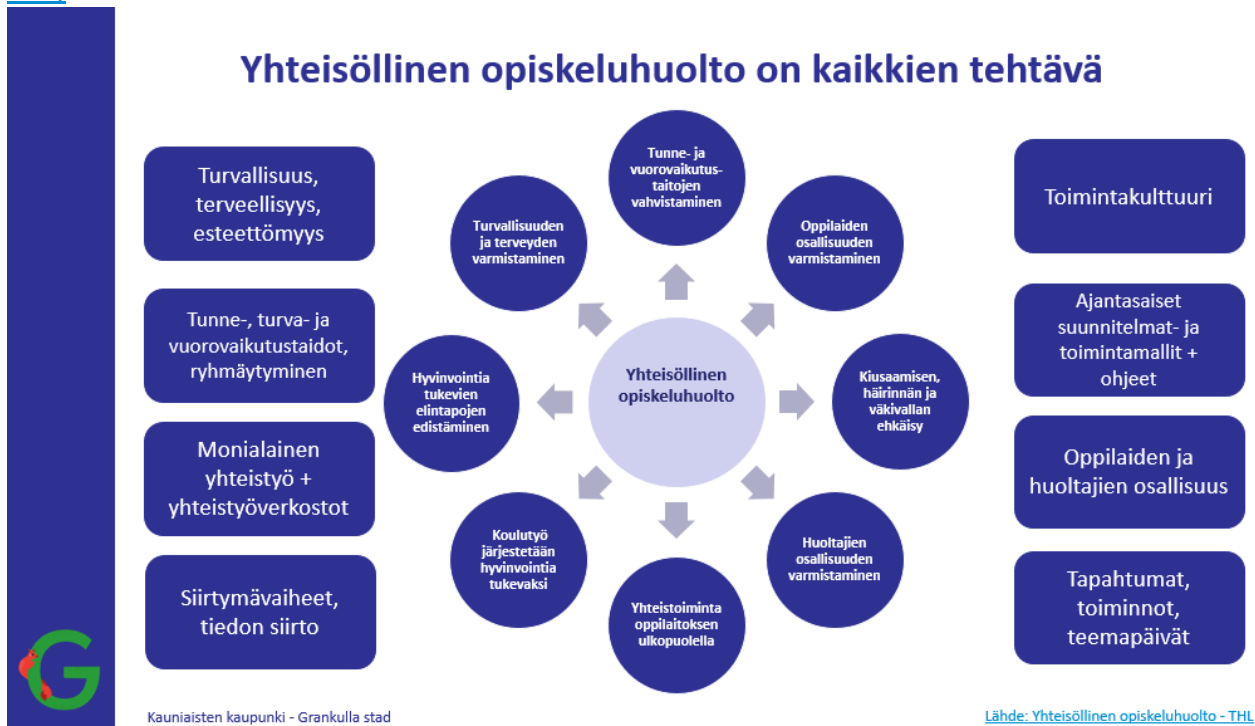 Yhteisöllinen opiskeluhuolto on kaikkien tehtävä
Turvallisuus,
terveellisyys,
esteettömyys
Tunne-, turva- ja
vuorovaikutustaidot,
ryhmäytyminen
Monialainen
yhteistyö +
yhteistyöverkostot
Siirtymävaiheet,
tiedon siirto
Tunne- ja
vuorovaikutus-
taitojen
vahvistaminen
Oppilaiden
osallisuuden
varmistaminen
Kiusaamisen,
häirinnän ja
väkivallan
ehkäisy
Huoltajien
osallisuuden
varmistaminen
Yhteistoiminta
oppilaitoksen
ulkopuolella
Koulutyö
järjestetään
hyvinvointia
tukevaksi
Hyvinvointia
tukevien
elintapojen
edistäminen
Turvallisuuden
ja terveyden
varmistaminen
Yhteisöllinen
opiskeluhuolto
Toimintakulttuuri
Ajantasaiset
suunnitelmat- ja
toimintamallit +
ohjeet
Oppilaiden ja
huoltajien osallisuus
Tapahtumat,
toiminnot,
teemapäivät
G
Kauniaisten kaupunki - Grankulla stad
Lähde: Yhteisöllinen opiskeluhuolto - THL